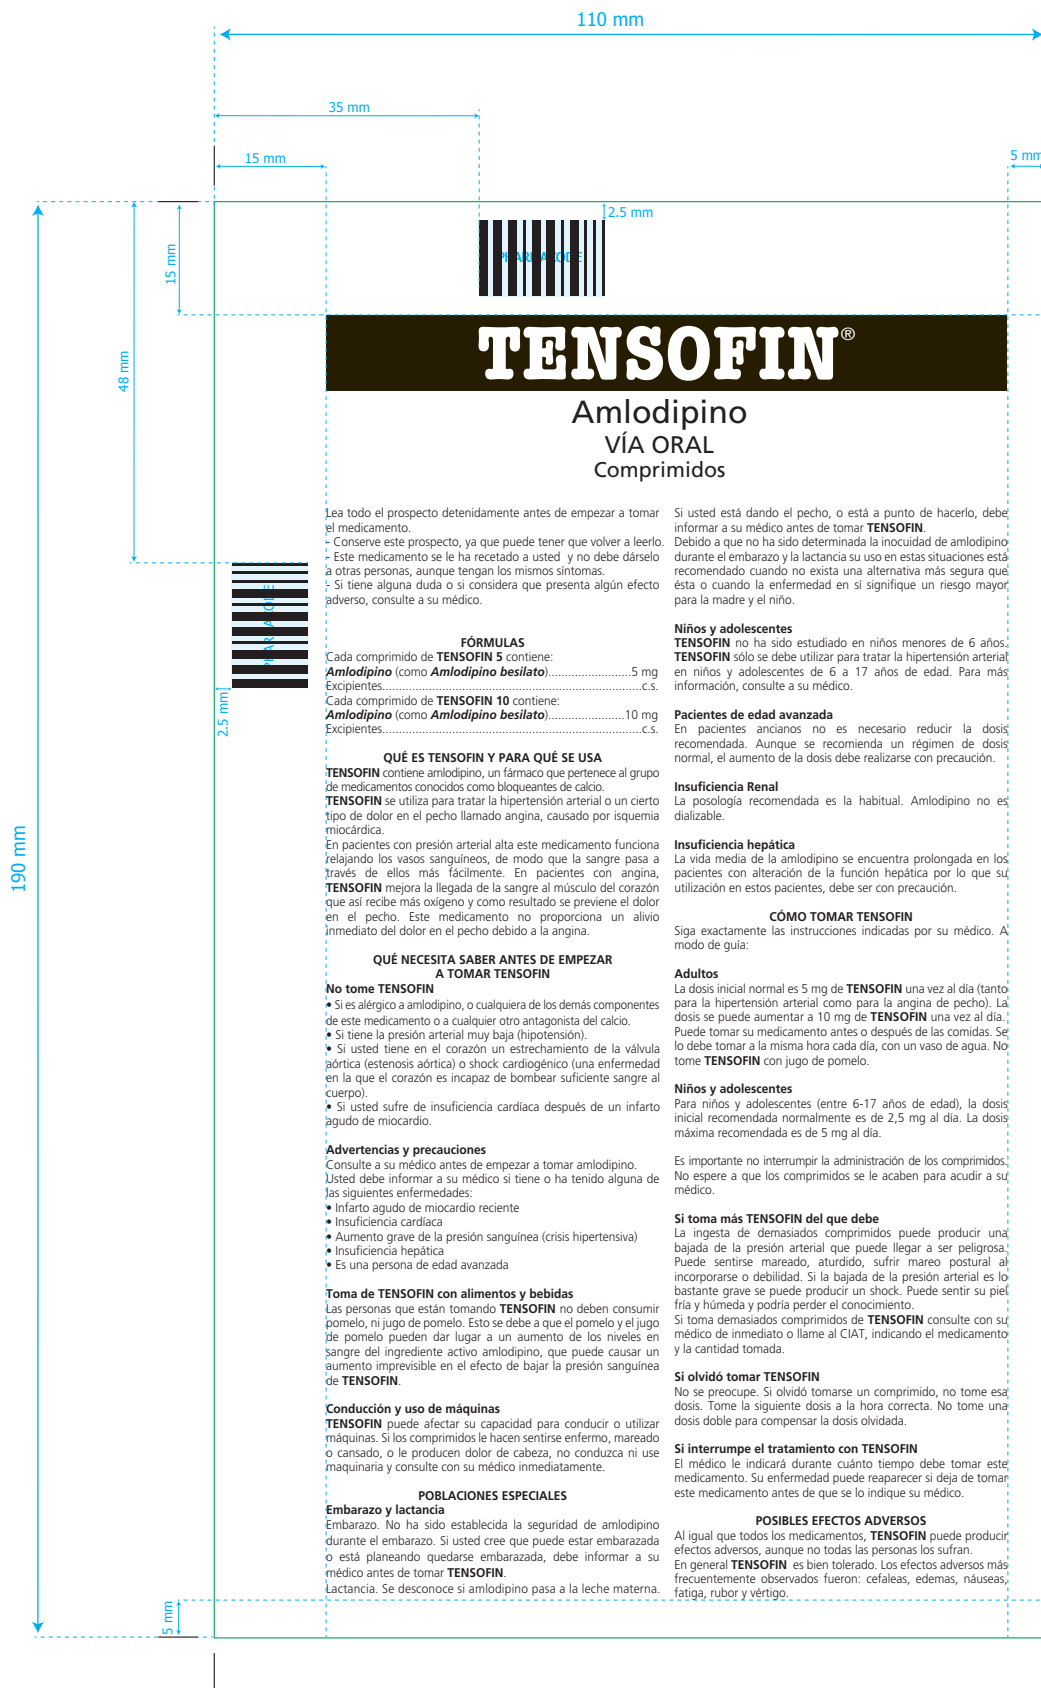 110 mm
35 mm
15 mm
5 mm
2.5 mm
15 mm
48 mm
190 mm
2.5 mm
5 mm
PHARMACODE
PHARMACODE
TENSOFIN®
Amlodipino
VÍA ORAL
Comprimidos
Lea todo el prospecto detenidamente antes de empezar a tomar
el medicamento.
- Conserve este prospecto, ya que puede tener que volver a leerlo.
- Este medicamento se le ha recetado a usted y no debe dárselo
a otras personas, aunque tengan los mismos síntomas.
- Si tiene alguna duda o si considera que presenta algún efecto
adverso, consulte a su médico.
FÓRMULAS
Cada comprimido de TENSOFIN 5 contiene:
Amlodipino (como Amlodipino besilato).........................5 mg
Excipientes..............................................................................c.s.
Cada comprimido de TENSOFIN 10 contiene:
Amlodipino (como Amlodipino besilato).......................10 mg
Excipientes..............................................................................c.s.
QUÉ ES TENSOFIN Y PARA QUÉ SE USA
TENSOFIN contiene amlodipino, un fármaco que pertenece al grupo
de medicamentos conocidos como bloqueantes de calcio.
TENSOFIN se utiliza para tratar la hipertensión arterial o un cierto
tipo de dolor en el pecho llamado angina, causado por isquemia
miocárdica.
En pacientes con presión arterial alta este medicamento funciona
relajando los vasos sanguíneos, de modo que la sangre pasa a
través de ellos más fácilmente. En pacientes con angina,
TENSOFIN mejora la llegada de la sangre al músculo del corazón
que así recibe más oxígeno y como resultado se previene el dolor
en el pecho. Este medicamento no proporciona un alivio
inmediato del dolor en el pecho debido a la angina.
QUÉ NECESITA SABER ANTES DE EMPEZAR
A TOMAR TENSOFIN
No tome TENSOFIN
• Si es alérgico a amlodipino, o cualquiera de los demás componentes
de este medicamento o a cualquier otro antagonista del calcio.
• Si tiene la presión arterial muy baja (hipotensión).
• Si usted tiene en el corazón un estrechamiento de la válvula
aórtica (estenosis aórtica) o shock cardiogénico (una enfermedad
en la que el corazón es incapaz de bombear suficiente sangre al
cuerpo).
• Si usted sufre de insuficiencia cardíaca después de un infarto
agudo de miocardio.
Advertencias y precauciones
Consulte a su médico antes de empezar a tomar amlodipino.
Usted debe informar a su médico si tiene o ha tenido alguna de
las siguientes enfermedades:
• Infarto agudo de miocardio reciente
• Insuficiencia cardíaca
• Aumento grave de la presión sanguínea (crisis hipertensiva)
• Insuficiencia hepática
• Es una persona de edad avanzada
Toma de TENSOFIN con alimentos y bebidas
Las personas que están tomando TENSOFIN no deben consumir
pomelo, ni jugo de pomelo. Esto se debe a que el pomelo y el jugo
de pomelo pueden dar lugar a un aumento de los niveles en
sangre del ingrediente activo amlodipino, que puede causar un
aumento imprevisible en el efecto de bajar la presión sanguínea
de TENSOFIN.
Conducción y uso de máquinas
TENSOFIN puede afectar su capacidad para conducir o utilizar
máquinas. Si los comprimidos le hacen sentirse enfermo, mareado
o cansado, o le producen dolor de cabeza, no conduzca ni use
maquinaria y consulte con su médico inmediatamente.
POBLACIONES ESPECIALES
Embarazo y lactancia
Embarazo. No ha sido establecida la seguridad de amlodipino
durante el embarazo. Si usted cree que puede estar embarazada
o está planeando quedarse embarazada, debe informar a su
médico antes de tomar TENSOFIN.
Lactancia. Se desconoce si amlodipino pasa a la leche materna.
Si usted está dando el pecho, o está a punto de hacerlo, debe
informar a su médico antes de tomar TENSOFIN.
Debido a que no ha sido determinada la inocuidad de amlodipino
durante el embarazo y la lactancia su uso en estas situaciones está
recomendado cuando no exista una alternativa más segura que
ésta o cuando la enfermedad en sí signifique un riesgo mayor
para la madre y el niño.
Niños y adolescentes
TENSOFIN no ha sido estudiado en niños menores de 6 años.
TENSOFIN sólo se debe utilizar para tratar la hipertensión arterial
en niños y adolescentes de 6 a 17 años de edad. Para más
información, consulte a su médico.
Pacientes de edad avanzada
En pacientes ancianos no es necesario reducir la dosis
recomendada. Aunque se recomienda un régimen de dosis
normal, el aumento de la dosis debe realizarse con precaución.
Insuficiencia Renal
La posología recomendada es la habitual. Amlodipino no es
dializable.
Insuficiencia hepática
La vida media de la amlodipino se encuentra prolongada en los
pacientes con alteración de la función hepática por lo que su
utilización en estos pacientes, debe ser con precaución.
CÓMO TOMAR TENSOFIN
Siga exactamente las instrucciones indicadas por su médico. A
modo de guía:
Adultos
La dosis inicial normal es 5 mg de TENSOFIN una vez al día (tanto
para la hipertensión arterial como para la angina de pecho). La
dosis se puede aumentar a 10 mg de TENSOFIN una vez al día.
Puede tomar su medicamento antes o después de las comidas. Se
lo debe tomar a la misma hora cada día, con un vaso de agua. No
tome TENSOFIN con jugo de pomelo.
Niños y adolescentes
Para niños y adolescentes (entre 6-17 años de edad), la dosis
inicial recomendada normalmente es de 2,5 mg al día. La dosis
máxima recomendada es de 5 mg al día.
Es importante no interrumpir la administración de los comprimidos.
No espere a que los comprimidos se le acaben para acudir a su
médico.
Si toma más TENSOFIN del que debe
La ingesta de demasiados comprimidos puede producir una
bajada de la presión arterial que puede llegar a ser peligrosa.
Puede sentirse mareado, aturdido, sufrir mareo postural al
incorporarse o debilidad. Si la bajada de la presión arterial es lo
bastante grave se puede producir un shock. Puede sentir su piel
fría y húmeda y podría perder el conocimiento.
Si toma demasiados comprimidos de TENSOFIN consulte con su
médico de inmediato o llame al CIAT, indicando el medicamento
y la cantidad tomada.
Si olvidó tomar TENSOFIN
No se preocupe. Si olvidó tomarse un comprimido, no tome esa
dosis. Tome la siguiente dosis a la hora correcta. No tome una
dosis doble para compensar la dosis olvidada.
Si interrumpe el tratamiento con TENSOFIN
El médico le indicará durante cuánto tiempo debe tomar este
medicamento. Su enfermedad puede reaparecer si deja de tomar
este medicamento antes de que se lo indique su médico.
POSIBLES EFECTOS ADVERSOS
Al igual que todos los medicamentos, TENSOFIN puede producir
efectos adversos, aunque no todas las personas los sufran.
En general TENSOFIN es bien tolerado. Los efectos adversos más
frecuentemente observados fueron: cefaleas, edemas, náuseas,
fatiga, rubor y vértigo.